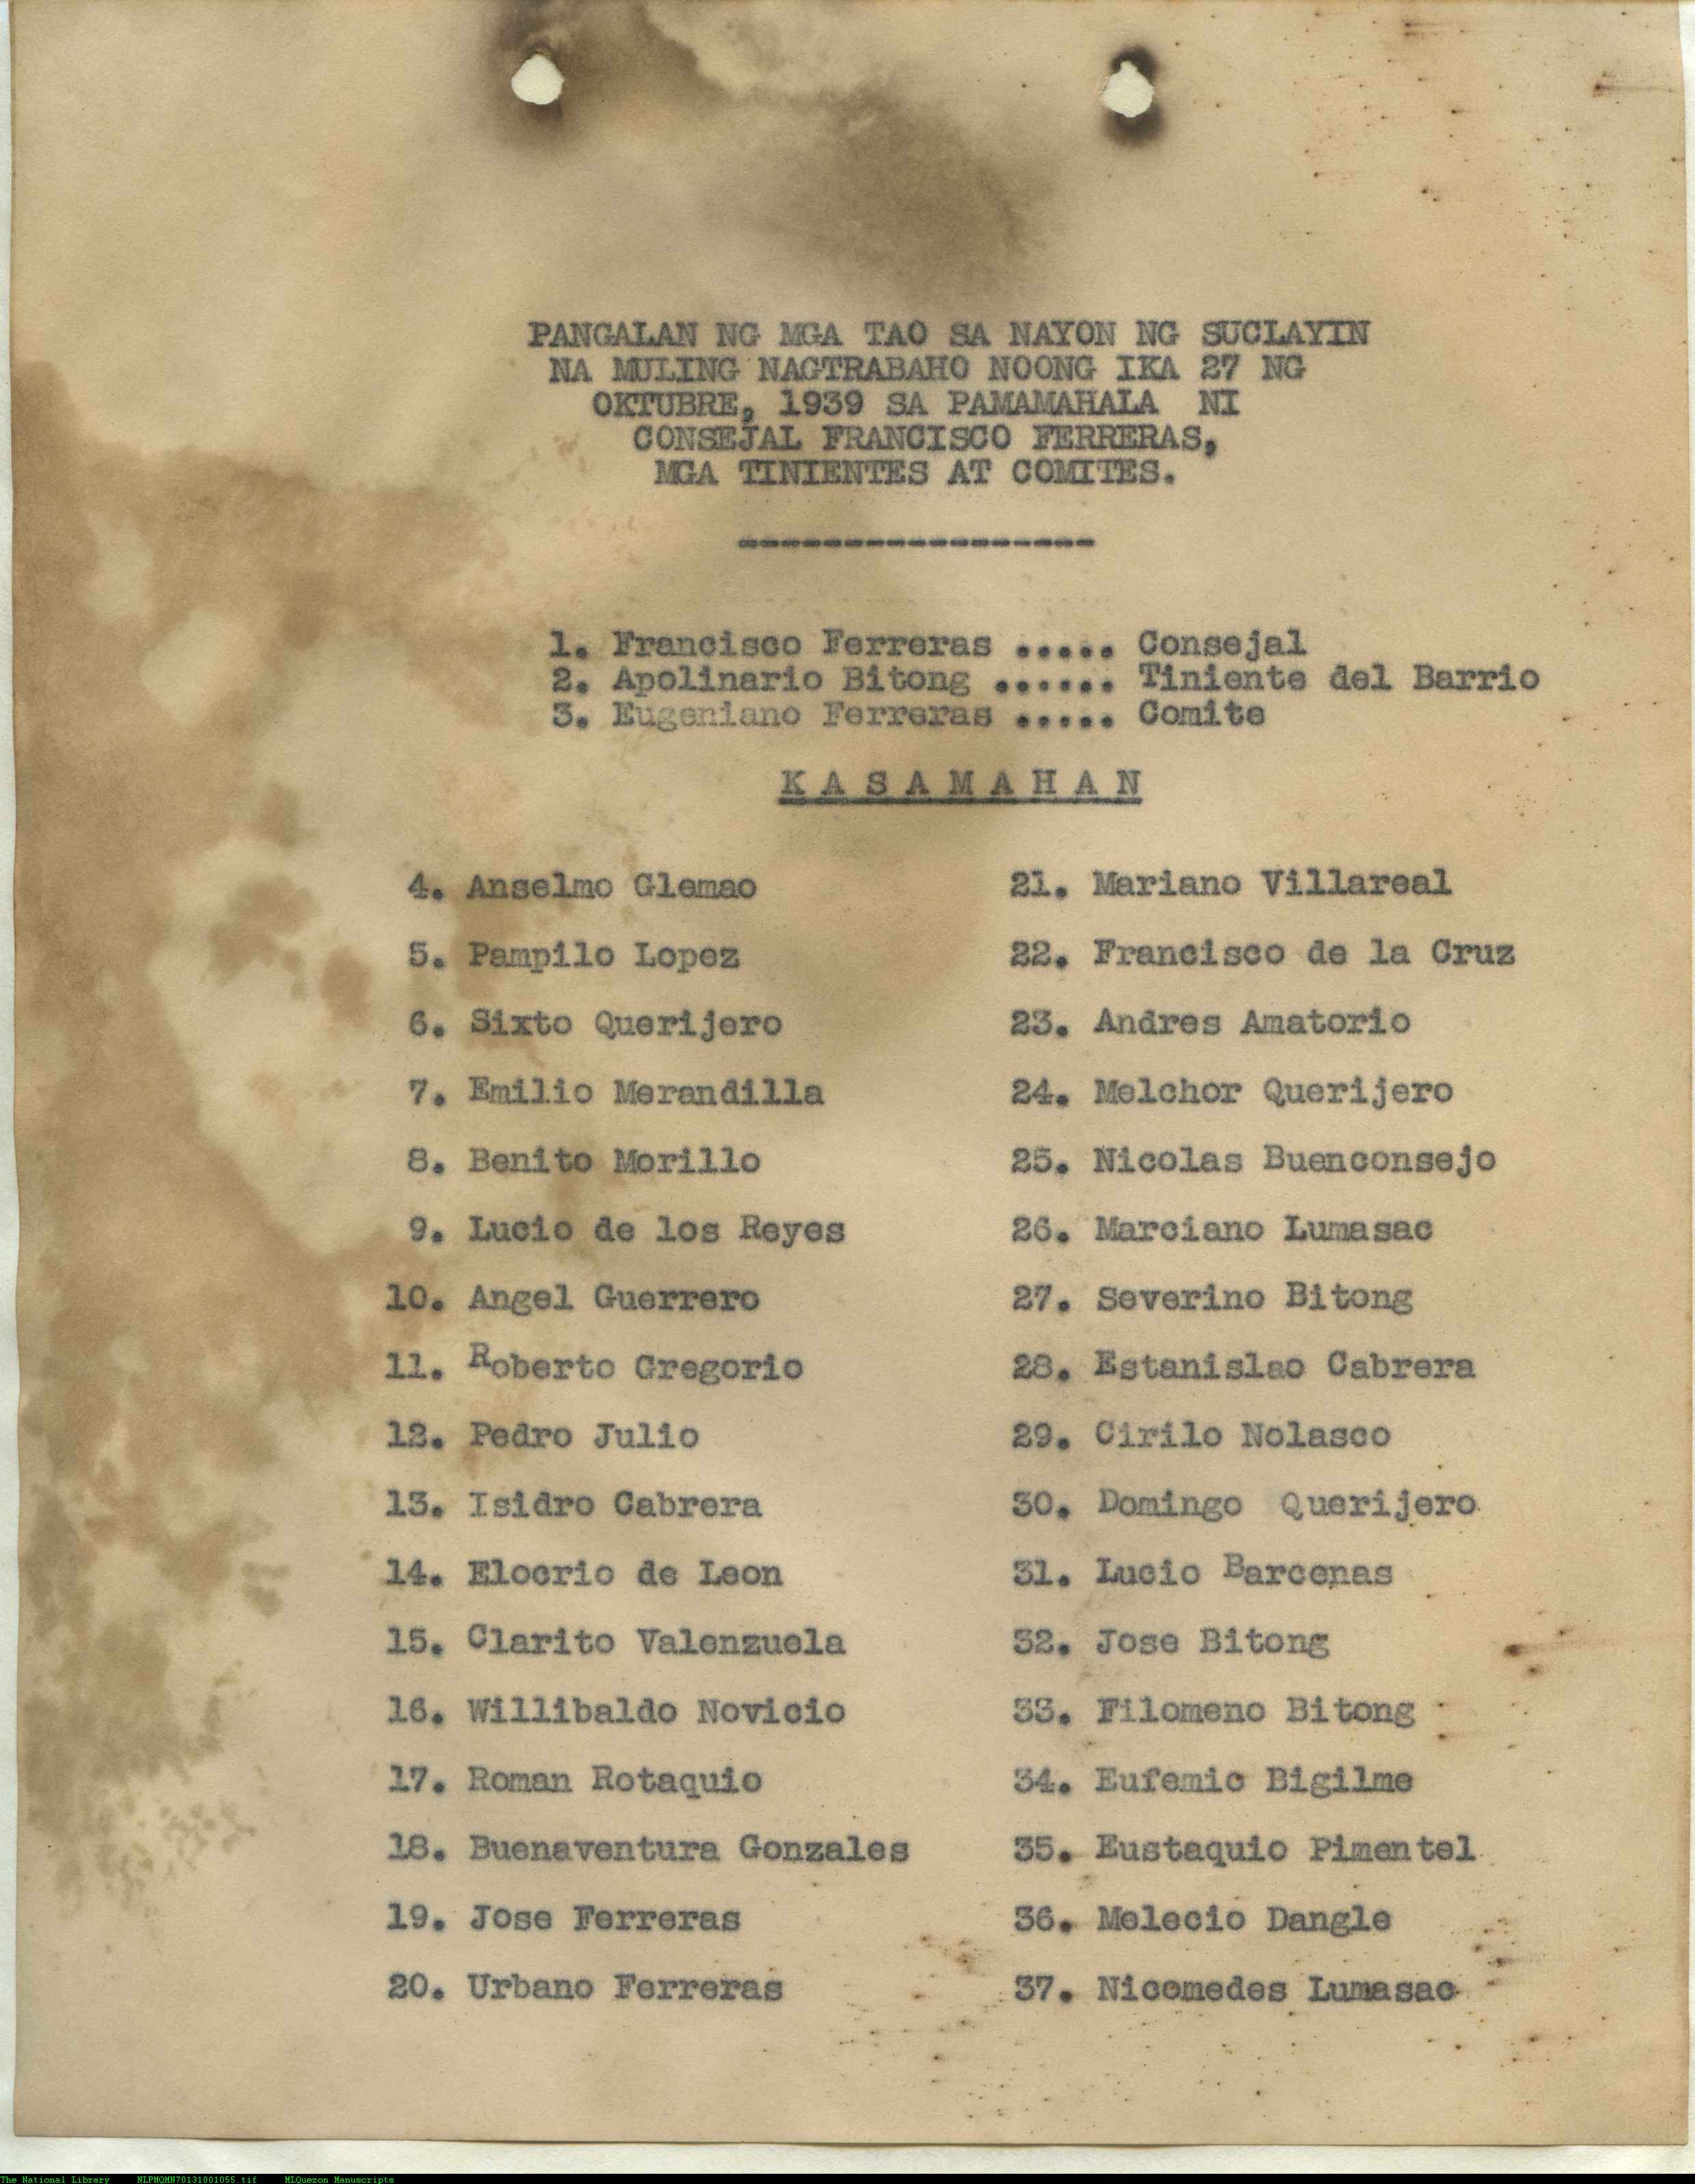 PANGALAN NG MGA TAO SA NAYON NG SUCLAYIN
NA MULING NAGTRABAHO NOONG IKA 27 NG
OKTUBRE, 1939 SA PAMAMAHALA NI
CONSEJAL FRANCISCO FERRERAS,
MGA TINIENTES AT COMITES.
-----------------
1. Francisco Ferreras ..... Consejal
2. Apolinario Bitong ...... Tiniente del Barrio
3. Eugeniano Ferreras ..... Comite
K A S A M A H A N
4. Anselmo Glemao
5. Pampilo Lopez
6. Sixto Querijero
7. Emilio Merandilla
8. Benito Morillo
9. Lucio de los Reyes
10. Angel Guerrero
11. Roberto Gregorio
12. Pedro Julio
13. Isidro Cabrera
14. Elocrio de Leon
15. Clarito Valenzuela
16. Willibaldo Novicio
17. Roman Rotaquio
18. Buenaventura Gonzales
19. Jose Ferreras
20. Urbano Ferreras
21. Mariano Villareal
22. Francisco de la Cruz
23. Andres Amatorio
24. Melchor Querijero
25. Nicolas Buenconsejo
26. Marciano Lumasac
27. Severino Bitong
28. Estanislao Cabrera
29. Cirilo Nolasco
30. Domingo Querijero
31. Lucio Barcenas
32. Jose Bitong
33. Filomeno Bitong
34. Eufemio Bigilme
35. Eustaquio Pimentel
36. Melecio Dangle
37. Nicomedes Lumasac
The National Library NLPMQMN70131001055.tif MLQuezon Manuscripts